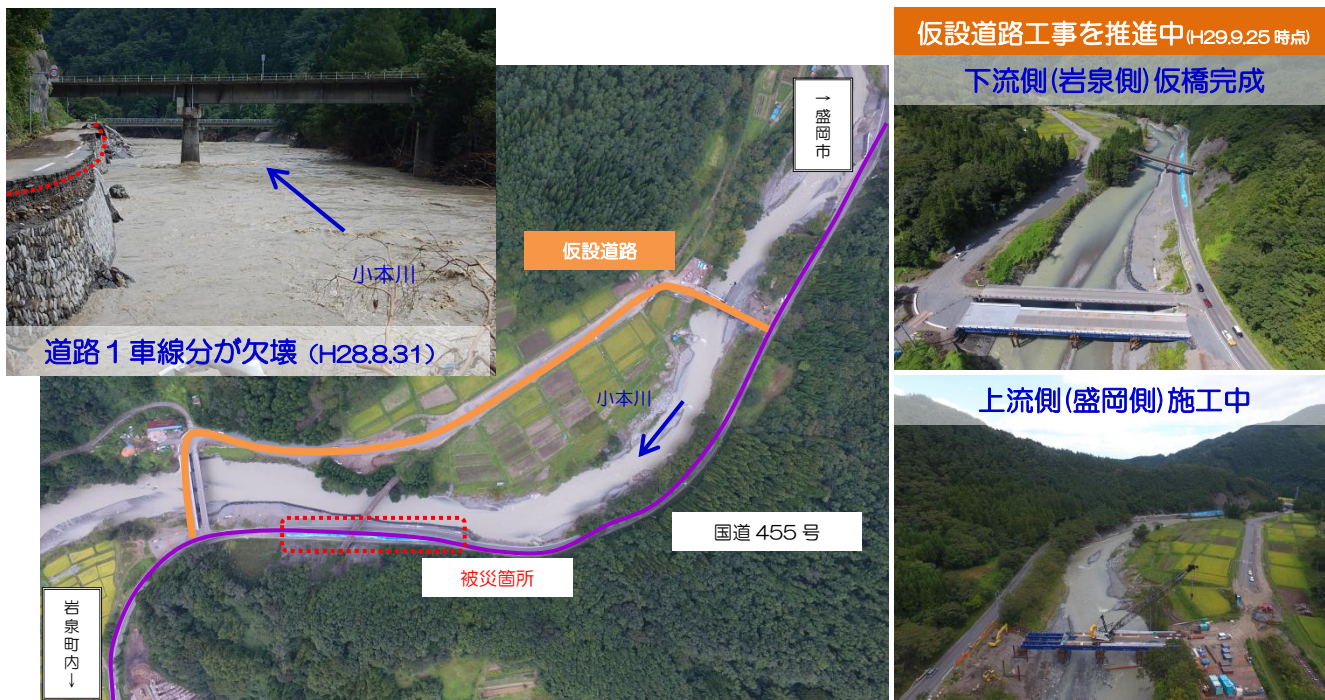 小本川
道路1車線分が欠壊（H28.8.31）
→盛岡市
仮設道路
小本川
国道 455 号
被災箇所
岩泉町内↓
仮設道路工事を推進中(H29.9.25 時点)
下流側(岩泉側)仮橋完成
上流側(盛岡側)施工中